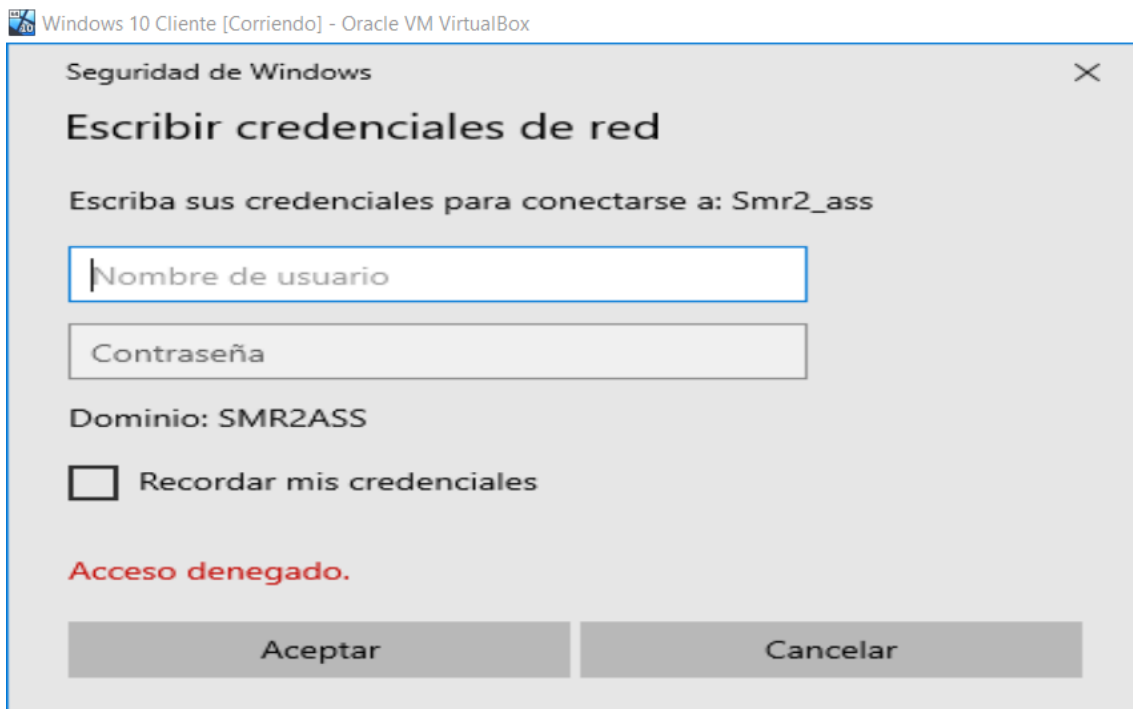 Windows 10 Cliente [Corriendo] - Oracle VM VirtualBox
Seguridad de Windows
Escribir credenciales de red
Escriba sus credenciales para conectarse a: Smr2_ass
Nombre de usuario
Contraseña
Dominio: SMR2ASS
Recordar mis credenciales
Acceso denegado.
Aceptar Cancelar